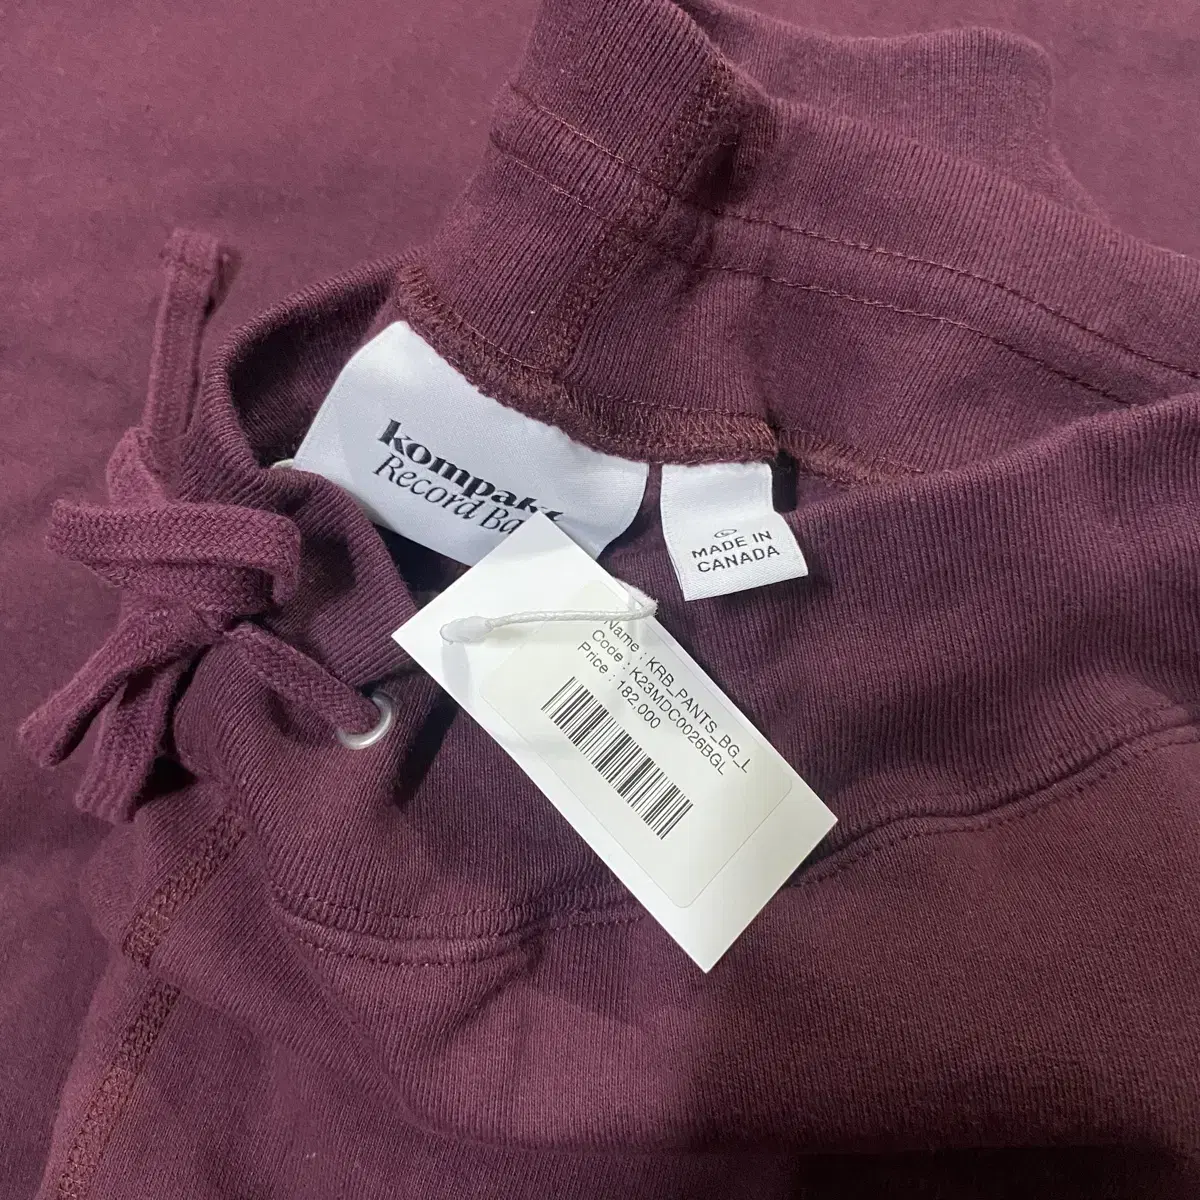 kompakt
Record Ba
MADE IN
CANADA
Name : KRB_PANTS_BG_L
Code : K23MDC0026BGL
Price : 182,000